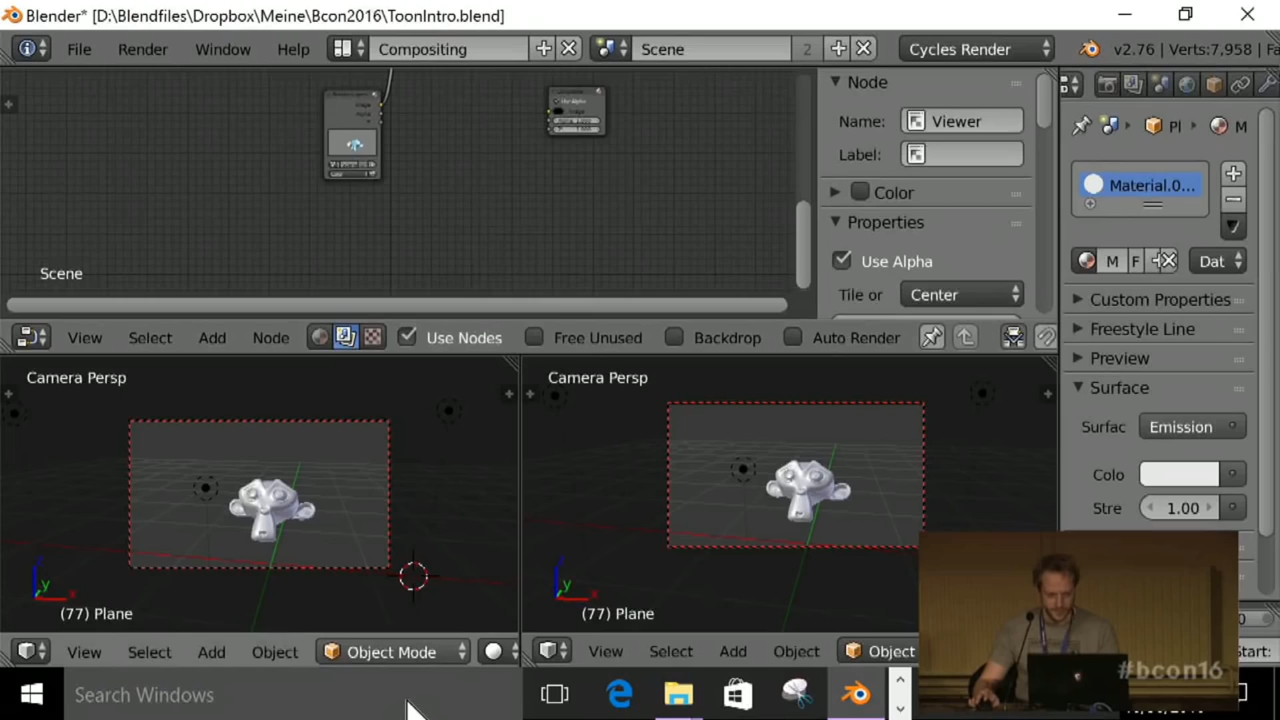 Blender* [D:\Blendfiles\Dropbox\Meine\Bcon2016\ToonIntro.blend]
File Render Window Help Compositing Scene 2 Cycles Render v2.76 | Verts:7,958 | Fa
Node
Name: Viewer
Label:
Color
Properties
Use Alpha
Tile or Center
Scene
View Select Add Node Use Nodes Free Unused Backdrop Auto Render
Pl M
Material.0...
M F Dat
Custom Properties
Freestyle Line
Preview
Surface
Surfac Emission
Colo
Stre 1.00
Camera Persp
y
x
(77) Plane
View Select Add Object Object Mode
Camera Persp
y
x
(77) Plane
View Select Add Object Object
Start:
#bcon16
Search Windows